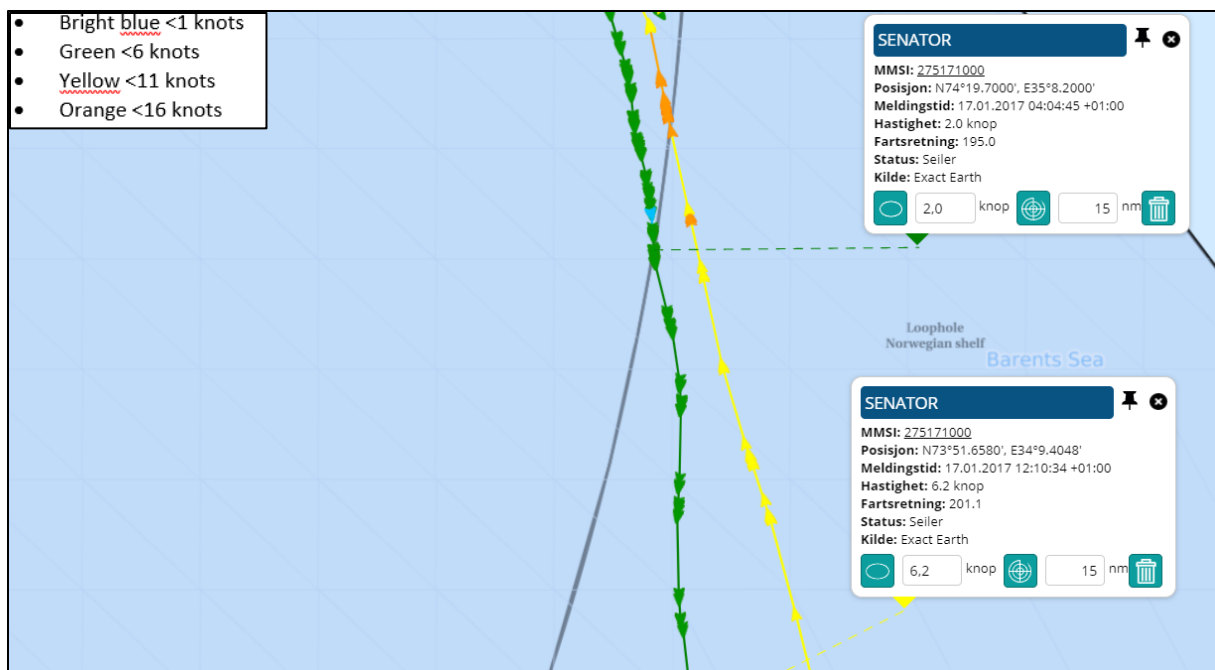 • Bright blue <1 knots
• Green <6 knots
• Yellow <11 knots
• Orange <16 knots
SENATOR
MMSI: 275171000
Posisjon: N74°19.7000', E35°8.2000'
Meldingstid: 17.01.2017 04:04:45 +01:00
Hastighet: 2.0 knop
Fartsretning: 195.0
Status: Seiler
Kilde: Exact Earth
2,0 knop 15 nm
Loophole
Norwegian shelf
Barents Sea
SENATOR
MMSI: 275171000
Posisjon: N73°51.6580', E34°9.4048'
Meldingstid: 17.01.2017 12:10:34 +01:00
Hastighet: 6.2 knop
Fartsretning: 201.1
Status: Seiler
Kilde: Exact Earth
6,2 knop 15 nm